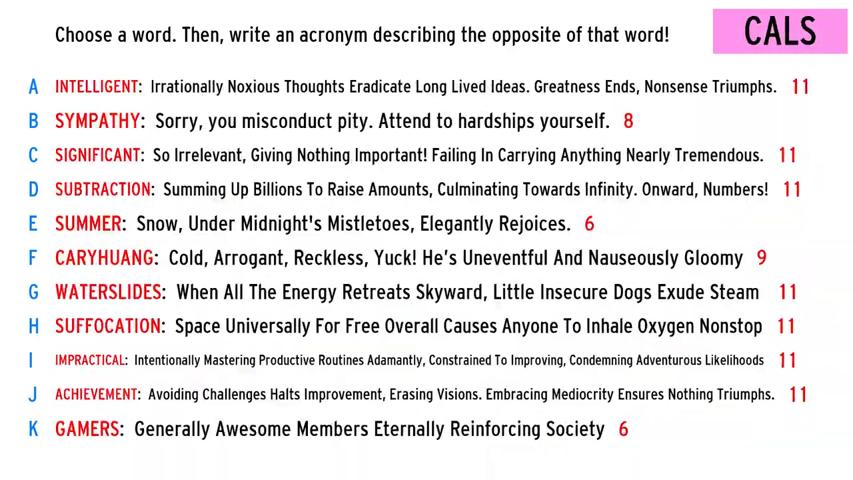 Choose a word. Then, write an acronym describing the opposite of that word!
CALS
A INTELLIGENT: Irrationally Noxious Thoughts Eradicate Long Lived Ideas. Greatness Ends, Nonsense Triumphs. 11
B SYMPATHY: Sorry, you misconduct pity. Attend to hardships yourself. 8
C SIGNIFICANT: So Irrelevant, Giving Nothing Important! Failing In Carrying Anything Nearly Tremendous. 11
D SUBTRACTION: Summing Up Billions To Raise Amounts, Culminating Towards Infinity. Onward, Numbers! 11
E SUMMER: Snow, Under Midnight's Mistletoes, Elegantly Rejoices. 6
F CARYHUANG: Cold, Arrogant, Reckless, Yuck! He's Uneventful And Nauseously Gloomy 9
G WATERSLIDES: When All The Energy Retreats Skyward, Little Insecure Dogs Exude Steam 11
H SUFFOCATION: Space Universally For Free Overall Causes Anyone To Inhale Oxygen Nonstop 11
I IMPRACTICAL: Intentionally Mastering Productive Routines Adamantly, Constrained To Improving, Condemning Adventurous Likelihoods 11
J ACHIEVEMENT: Avoiding Challenges Halts Improvement, Erasing Visions. Embracing Mediocrity Ensures Nothing Triumphs. 11
K GAMERS: Generally Awesome Members Eternally Reinforcing Society 6